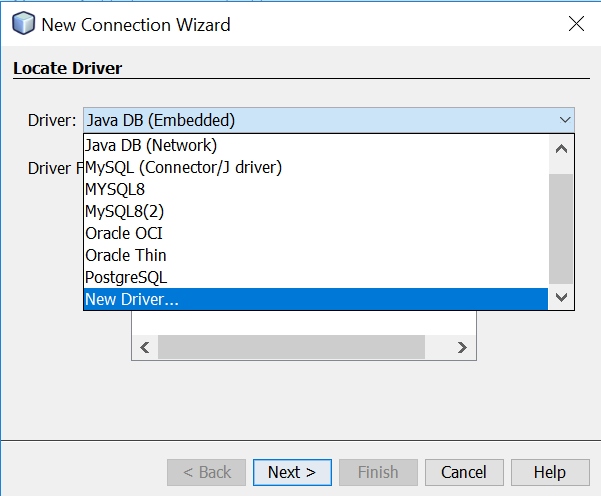 New Connection Wizard
Locate Driver
Driver: Java DB (Embedded)
Java DB (Network)
Driver F
MySQL (Connector/J driver)
MYSQL8
MySQL8(2)
Oracle OCI
Oracle Thin
PostgreSQL
New Driver...
< Back Next > Finish Cancel Help